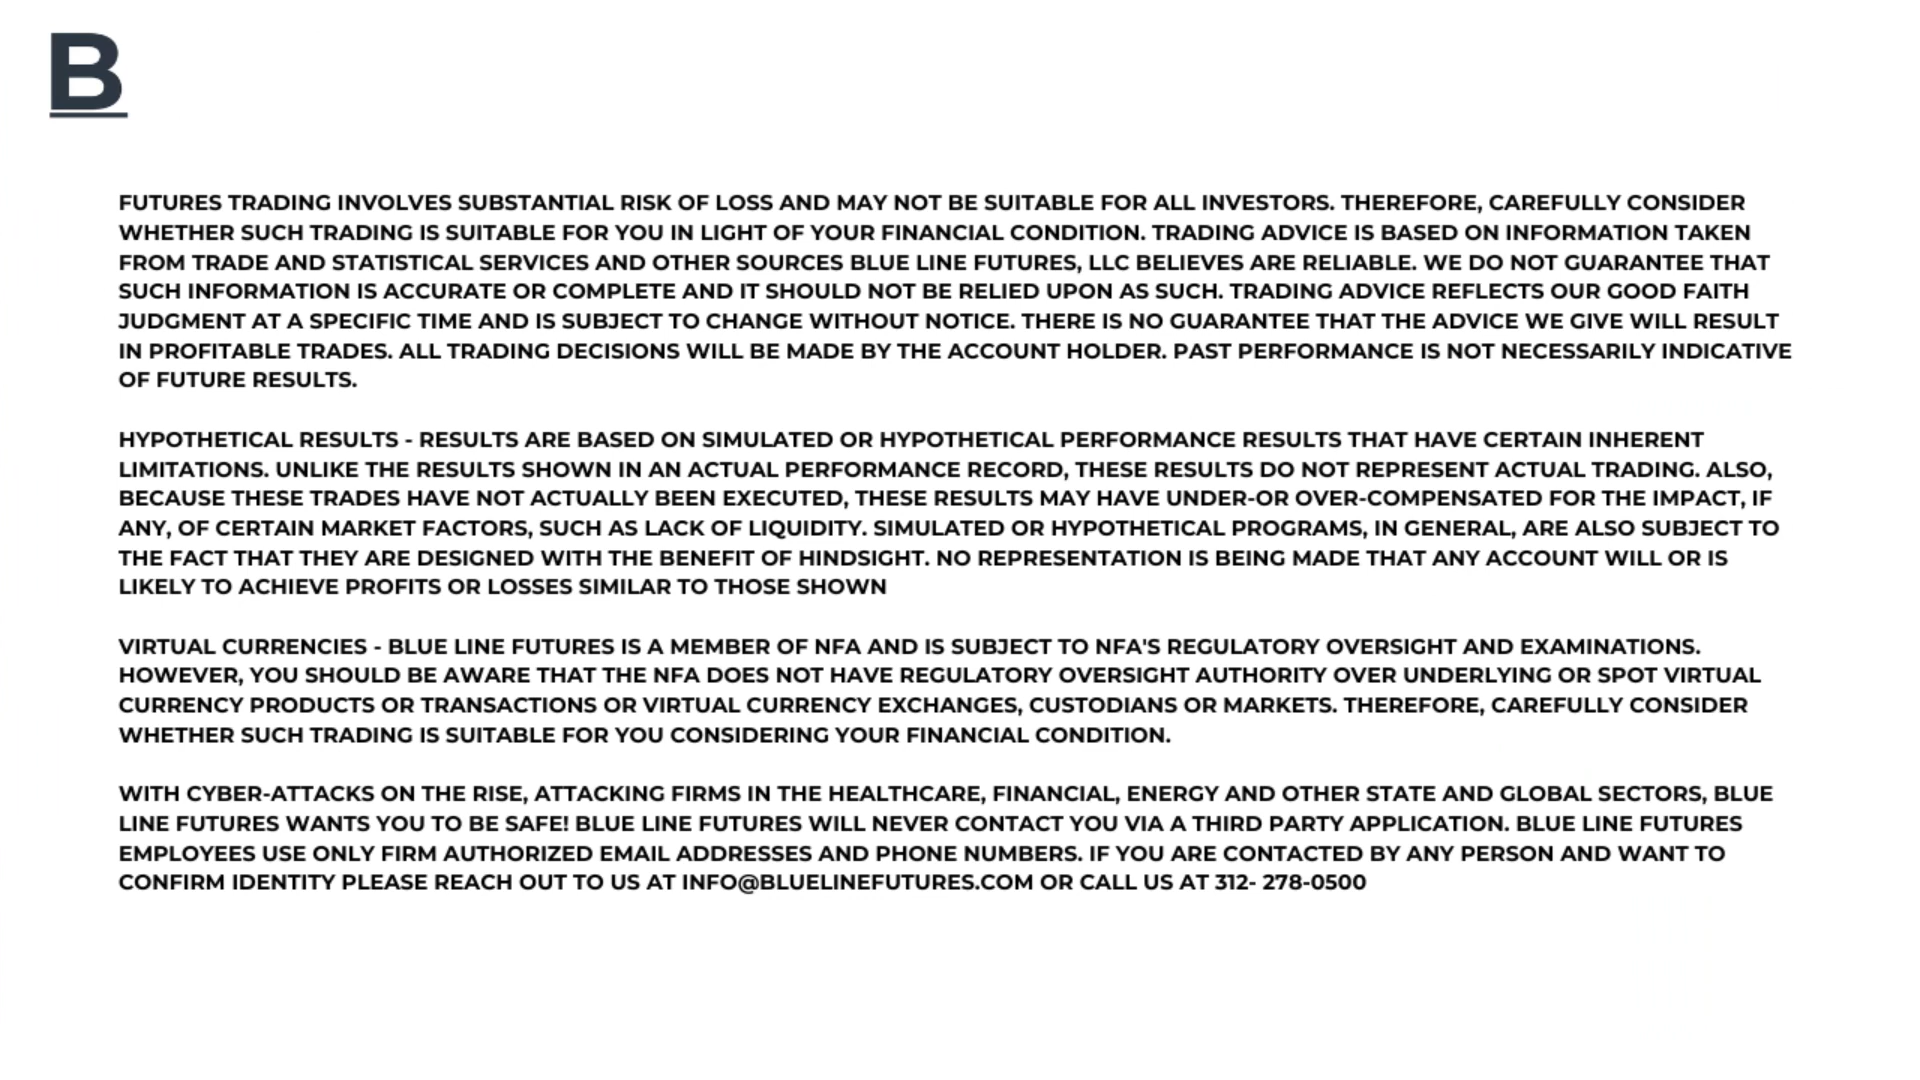 B
FUTURES TRADING INVOLVES SUBSTANTIAL RISK OF LOSS AND MAY NOT BE SUITABLE FOR ALL INVESTORS. THEREFORE, CAREFULLY CONSIDER
WHETHER SUCH TRADING IS SUITABLE FOR YOU IN LIGHT OF YOUR FINANCIAL CONDITION. TRADING ADVICE IS BASED ON INFORMATION TAKEN
FROM TRADE AND STATISTICAL SERVICES AND OTHER SOURCES BLUE LINE FUTURES, LLC BELIEVES ARE RELIABLE. WE DO NOT GUARANTEE THAT
SUCH INFORMATION IS ACCURATE OR COMPLETE AND IT SHOULD NOT BE RELIED UPON AS SUCH. TRADING ADVICE REFLECTS OUR GOOD FAITH
JUDGMENT AT A SPECIFIC TIME AND IS SUBJECT TO CHANGE WITHOUT NOTICE. THERE IS NO GUARANTEE THAT THE ADVICE WE GIVE WILL RESULT
IN PROFITABLE TRADES. ALL TRADING DECISIONS WILL BE MADE BY THE ACCOUNT HOLDER. PAST PERFORMANCE IS NOT NECESSARILY INDICATIVE
OF FUTURE RESULTS.
HYPOTHETICAL RESULTS - RESULTS ARE BASED ON SIMULATED OR HYPOTHETICAL PERFORMANCE RESULTS THAT HAVE CERTAIN INHERENT
LIMITATIONS. UNLIKE THE RESULTS SHOWN IN AN ACTUAL PERFORMANCE RECORD, THESE RESULTS DO NOT REPRESENT ACTUAL TRADING. ALSO,
BECAUSE THESE TRADES HAVE NOT ACTUALLY BEEN EXECUTED, THESE RESULTS MAY HAVE UNDER-OR OVER-COMPENSATED FOR THE IMPACT, IF
ANY, OF CERTAIN MARKET FACTORS, SUCH AS LACK OF LIQUIDITY. SIMULATED OR HYPOTHETICAL PROGRAMS, IN GENERAL, ARE ALSO SUBJECT TO
THE FACT THAT THEY ARE DESIGNED WITH THE BENEFIT OF HINDSIGHT. NO REPRESENTATION IS BEING MADE THAT ANY ACCOUNT WILL OR IS
LIKELY TO ACHIEVE PROFITS OR LOSSES SIMILAR TO THOSE SHOWN
VIRTUAL CURRENCIES - BLUE LINE FUTURES IS A MEMBER OF NFA AND IS SUBJECT TO NFA'S REGULATORY OVERSIGHT AND EXAMINATIONS.
HOWEVER, YOU SHOULD BE AWARE THAT THE NFA DOES NOT HAVE REGULATORY OVERSIGHT AUTHORITY OVER UNDERLYING OR SPOT VIRTUAL
CURRENCY PRODUCTS OR TRANSACTIONS OR VIRTUAL CURRENCY EXCHANGES, CUSTODIANS OR MARKETS. THEREFORE, CAREFULLY CONSIDER
WHETHER SUCH TRADING IS SUITABLE FOR YOU CONSIDERING YOUR FINANCIAL CONDITION.
WITH CYBER-ATTACKS ON THE RISE, ATTACKING FIRMS IN THE HEALTHCARE, FINANCIAL, ENERGY AND OTHER STATE AND GLOBAL SECTORS, BLUE
LINE FUTURES WANTS YOU TO BE SAFE! BLUE LINE FUTURES WILL NEVER CONTACT YOU VIA A THIRD PARTY APPLICATION. BLUE LINE FUTURES
EMPLOYEES USE ONLY FIRM AUTHORIZED EMAIL ADDRESSES AND PHONE NUMBERS. IF YOU ARE CONTACTED BY ANY PERSON AND WANT TO
CONFIRM IDENTITY PLEASE REACH OUT TO US AT INFO@BLUELINEFUTURES.COM OR CALL US AT 312- 278-0500